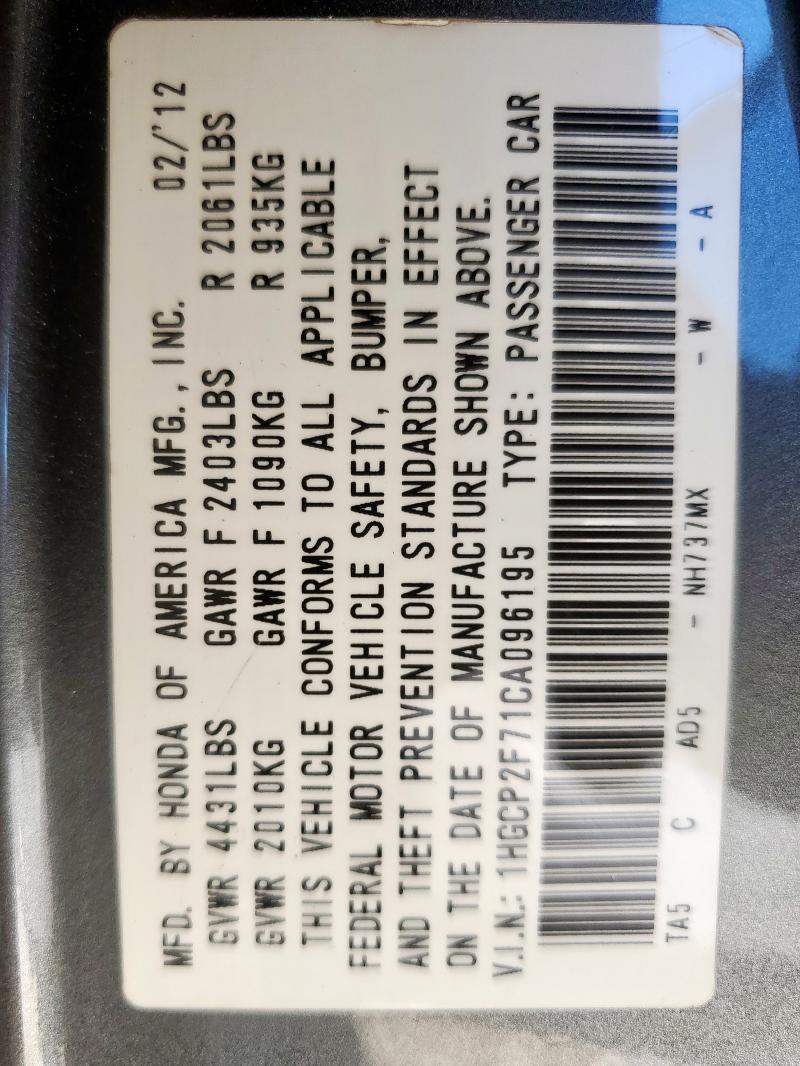 MFD. BY HONDA OF AMERICA MFG., INC. 02/'12
GVWR 4431LBS GAWR F 2403LBS R 2061LBS
GVWR 2010KG GAWR F 1090KG R 935KG
THIS VEHICLE CONFORMS TO ALL APPLICABLE
FEDERAL MOTOR VEHICLE SAFETY, BUMPER,
AND THEFT PREVENTION STANDARDS IN EFFECT
ON THE DATE OF MANUFACTURE SHOWN ABOVE.
V.I.N.: 1HGCP2F71CA096195 TYPE: PASSENGER CAR
TA5 C AD5 - NH737MX - W - A